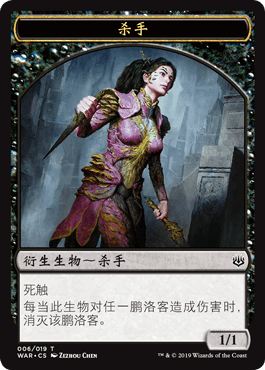 杀手
衍生生物～杀手
死触
每当此生物对任一鹏洛客造成伤害时，
消灭该鹏洛客。
1/1
006/019 T
WAR • CS ZEZHOU CHEN
™ & © 2019 Wizards of the Coast